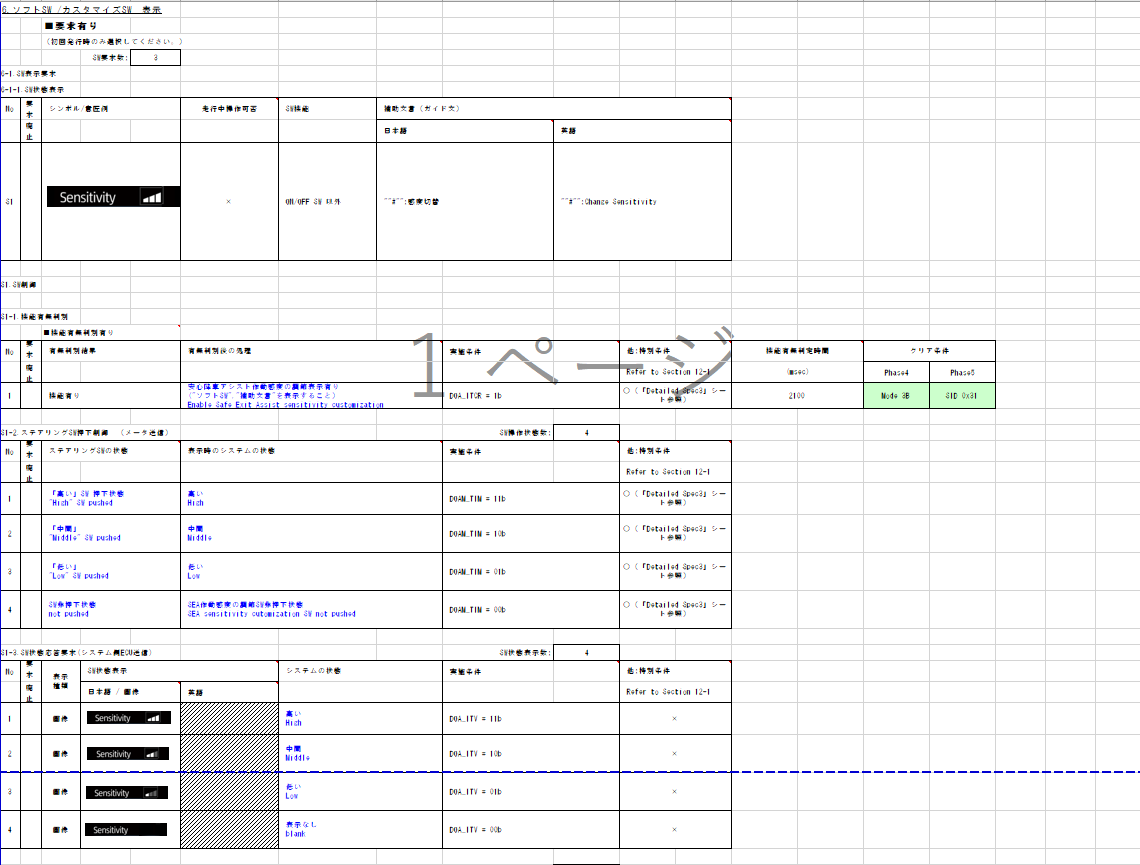 6.ソフトSW /カスタマイズSW 表示
■要求有り
(初回発行時のみ選択してください。)
SW要求数: 3
6-1.SW表示要求
6-1-1.SW状態表示
No 要求廃止 シンボル/意匠例 走行中操作可否 SW機能 補助文言 (ガイド文)
日本語 英語
S1 Sensitivity × ON/OFF SW 以外 ""#"":感度切替 ""#"":Change Sensitivity
S1.SW制御
S1-1.機能有無判別
■機能有無判別有り
No 要求廃止 有無判別結果 有無判別後の処理 実施条件 他:特別条件 機能有無判定時間 クリア条件
Refer to Section 12-1 (msec) Phase4 Phase5
1 機能有り 安心降車アシスト作動感度の調節表示有り
("ソフトSW","補助文言"を表示すること)
Enable Safe Exit Assist sensitivity customization
DOA_ITCR = 1b ○ (「Detailed Spec3」シート参照) 2100 Mode 3B SID 0x31
1 ページ
S1-2.ステアリングSW押下制御 (メータ送信) SW操作状態数: 4
No 要求廃止 ステアリングSWの状態 表示時のシステムの状態 実施条件 他:特別条件
Refer to Section 12-1
1 「高い」SW 押下状態 高い DOAM_TIM = 11b ○ (「Detailed Spec3」シート参照)
"High" SW pushed High
2 「中間」 中間 DOAM_TIM = 10b ○ (「Detailed Spec3」シート参照)
"Middle" SW pushed Middle
3 「低い」 低い DOAM_TIM = 01b ○ (「Detailed Spec3」シート参照)
"Low" SW pushed Low
4 SW非押下状態 SEA作動感度の調節SW非押下状態 DOAM_TIM = 00b ○ (「Detailed Spec3」シート参照)
not pushed SEA sensitivity cutomization SW not pushed
S1-3.SW状態応答要求(システム側ECU送信) SW状態表示数: 4
No 要求廃止 表示種類 SW状態表示 システムの状態 実施条件 他:特別条件
日本語 / 画像 英語 Refer to Section 12-1
1 画像 Sensitivity 高い DOA_ITV = 11b ×
High
2 画像 Sensitivity 中間 DOA_ITV = 10b ×
Middle
3 画像 Sensitivity 低い DOA_ITV = 01b ×
Low
4 画像 Sensitivity 表示なし DOA_ITV = 00b ×
blank